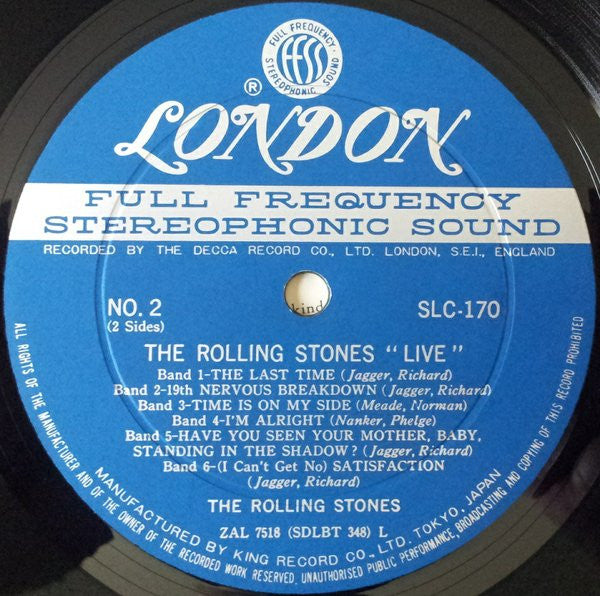 FULL FREQUENCY
ffss
STEREOPHONIC SOUND
®
LONDON
FULL FREQUENCY
STEREOPHONIC SOUND
RECORDED BY THE DECCA RECORD CO., LTD. LONDON, S.E.I., ENGLAND
NO. 2
(2 Sides)
kind
SLC-170
THE ROLLING STONES "LIVE"
Band 1-THE LAST TIME (Jagger, Richard)
Band 2-19th NERVOUS BREAKDOWN (Jagger, Richard)
Band 3-TIME IS ON MY SIDE (Meade, Norman)
Band 4-I'M ALRIGHT (Nanker, Phelge)
Band 5-HAVE YOU SEEN YOUR MOTHER, BABY,
STANDING IN THE SHADOW? (Jagger, Richard)
Band 6-(I Can't Get No) SATISFACTION
(Jagger, Richard)
THE ROLLING STONES
ZAL 7518 (SDLBT 348) L
MANUFACTURED BY KING RECORD CO., LTD. TOKYO, JAPAN
ALL RIGHTS OF THE MANUFACTURER AND OF THE OWNER OF THE RECORDED WORK RESERVED, UNAUTHORISED PUBLIC PERFORMANCE, BROADCASTING AND COPYING OF THIS RECORD PROHIBITED